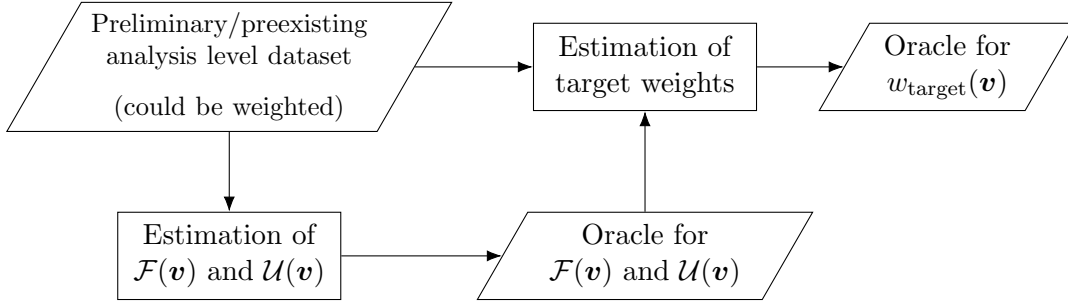 Preliminary/preexisting
analysis level dataset
(could be weighted)
Estimation of
target weights
Oracle for
w_target(𝒗)
Estimation of
ℱ(𝒗) and 𝒰(𝒗)
Oracle for
ℱ(𝒗) and 𝒰(𝒗)